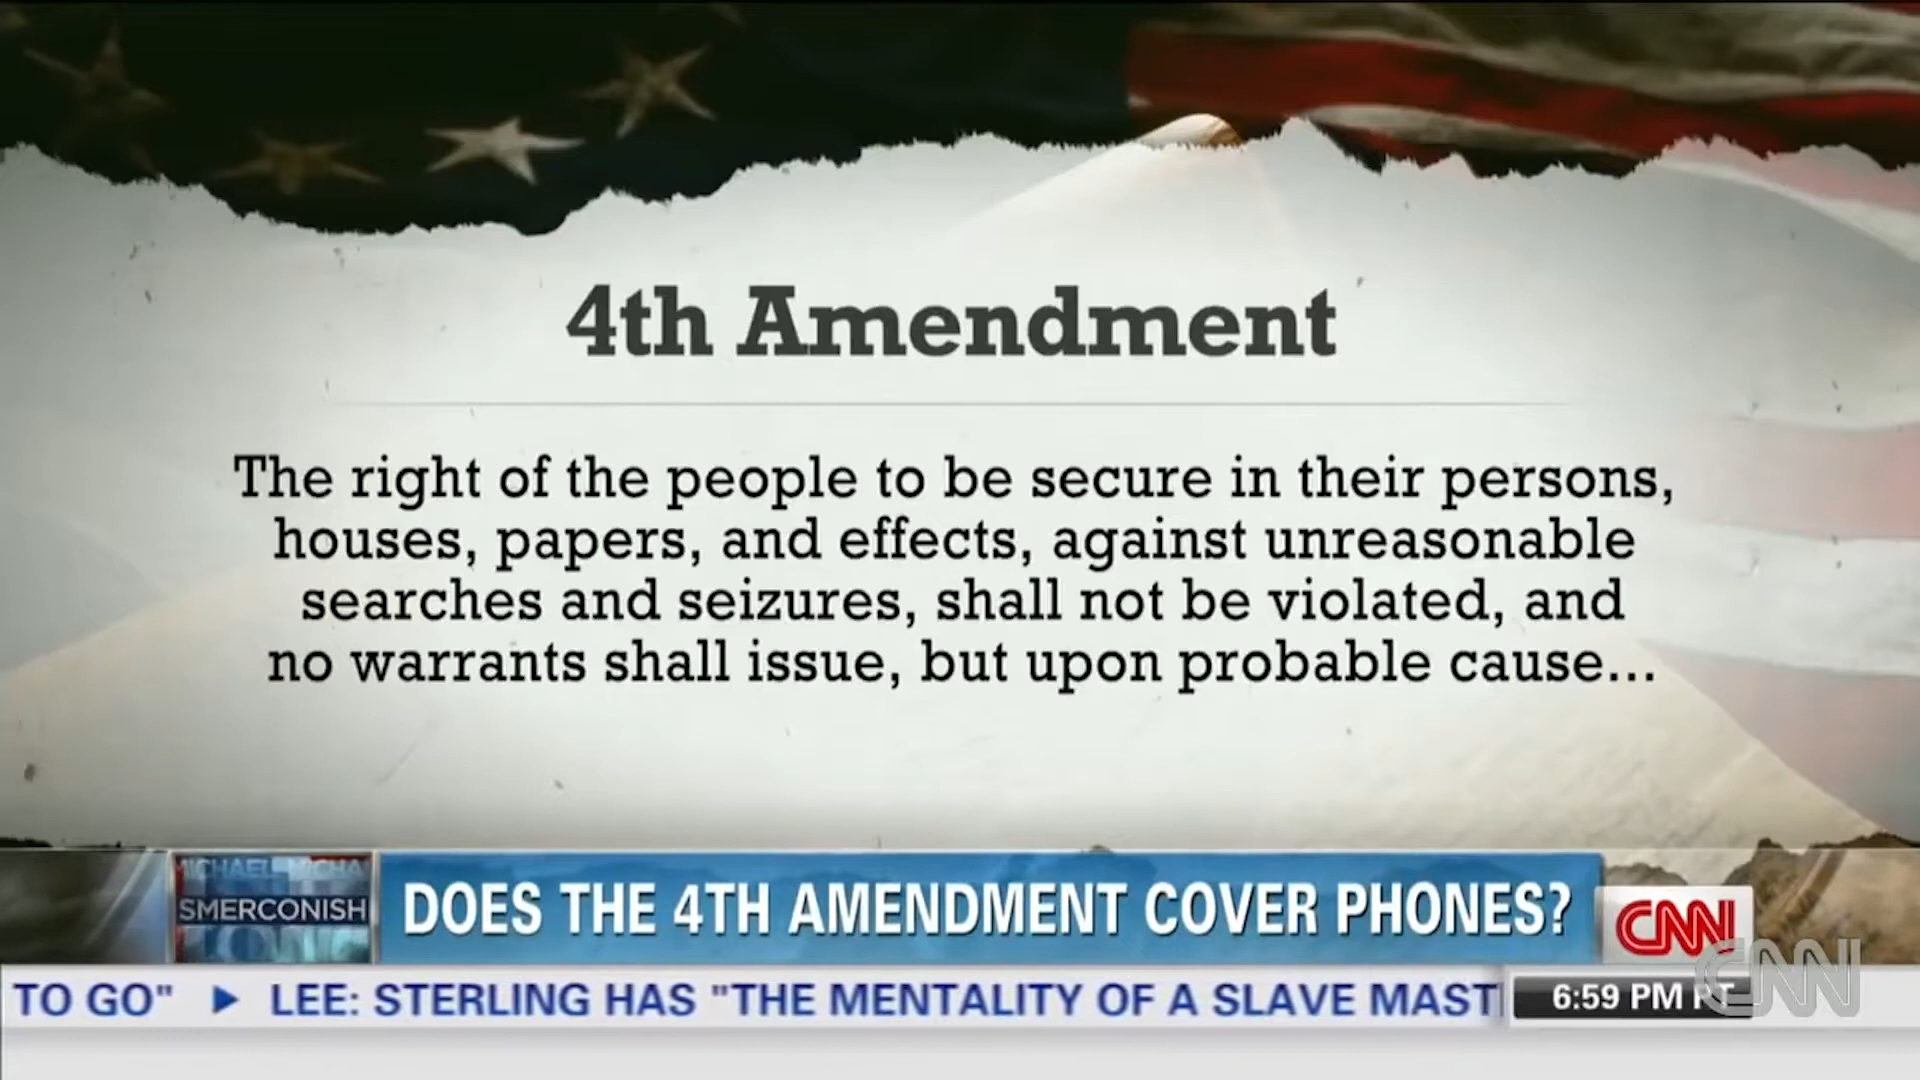 4th Amendment
The right of the people to be secure in their persons,
houses, papers, and effects, against unreasonable
searches and seizures, shall not be violated, and
no warrants shall issue, but upon probable cause...
SMERCONISH
DOES THE 4TH AMENDMENT COVER PHONES?
CNN
CNN
TO GO" ▶ LEE: STERLING HAS "THE MENTALITY OF A SLAVE MAST
6:59 PM PT